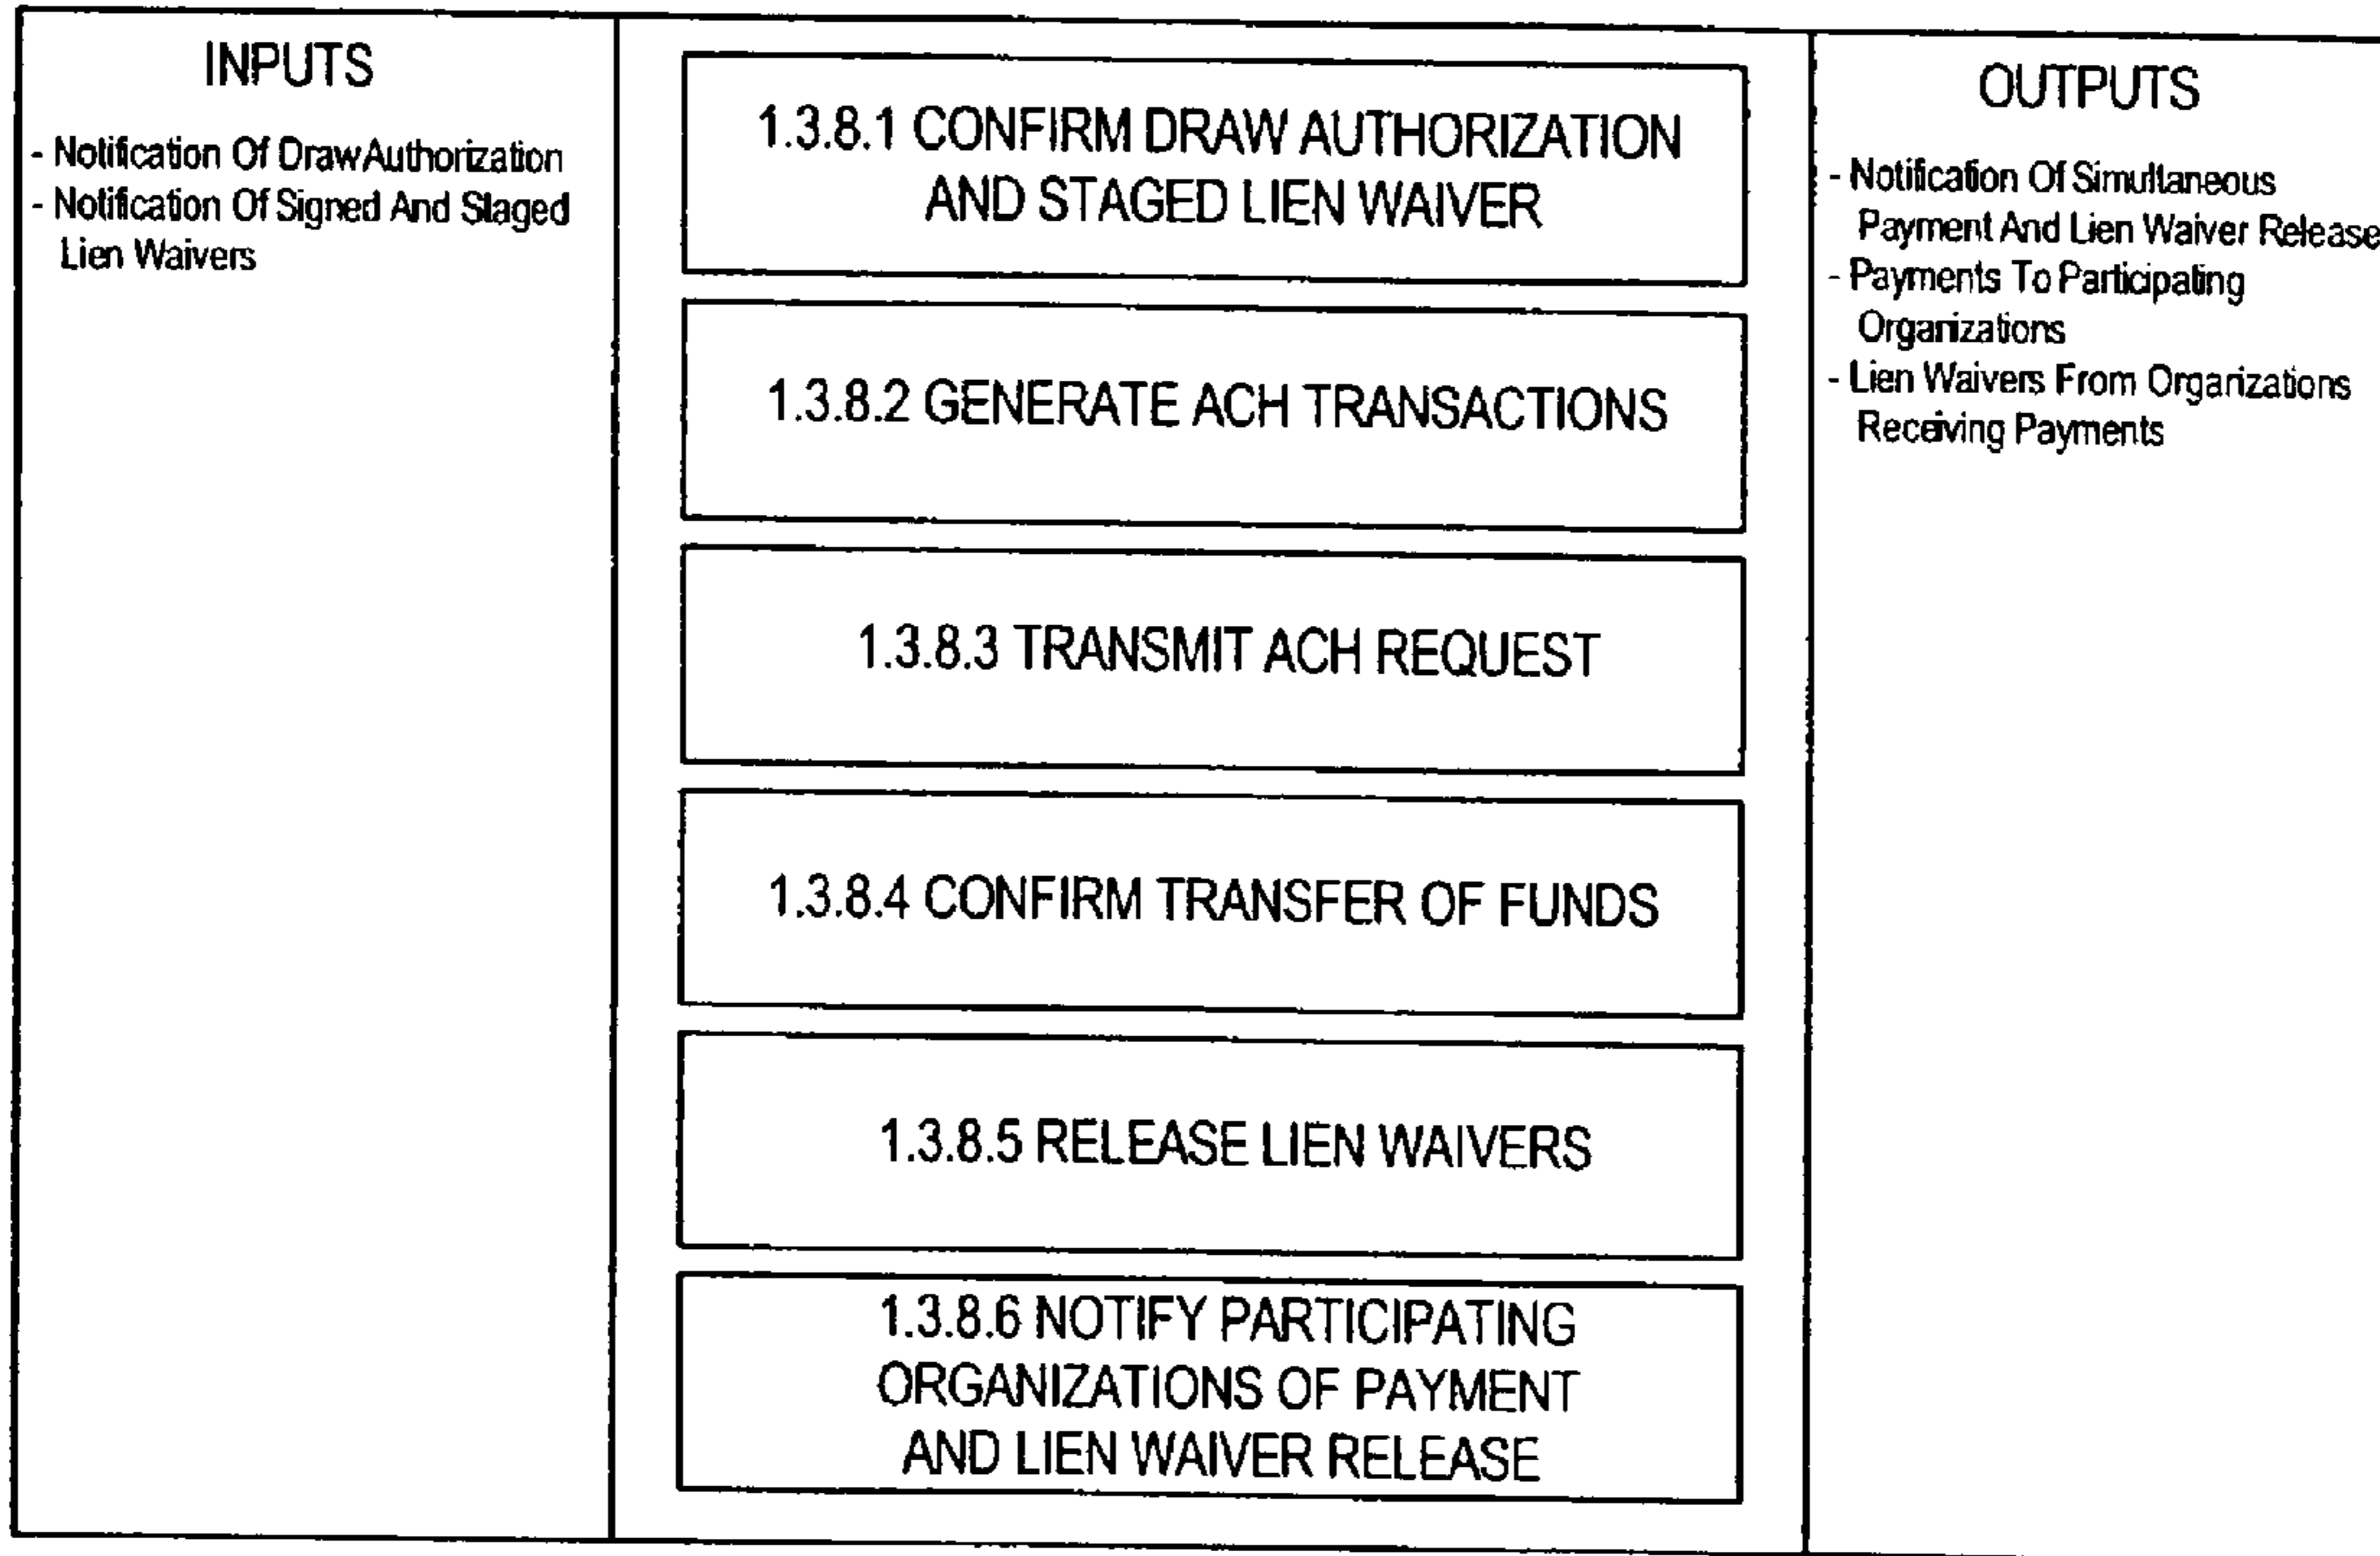 INPUTS
- Notification Of Draw Authorization
- Notification Of Signed And Staged
Lien Waivers
1.3.8.1 CONFIRM DRAW AUTHORIZATION
AND STAGED LIEN WAIVER
1.3.8.2 GENERATE ACH TRANSACTIONS
1.3.8.3 TRANSMIT ACH REQUEST
1.3.8.4 CONFIRM TRANSFER OF FUNDS
1.3.8.5 RELEASE LIEN WAIVERS
1.3.8.6 NOTIFY PARTICIPATING
ORGANIZATIONS OF PAYMENT
AND LIEN WAIVER RELEASE
OUTPUTS
- Notification Of Simultaneous
Payment And Lien Waiver Release
- Payments To Participating
Organizations
- Lien Waivers From Organizations
Receiving Payments